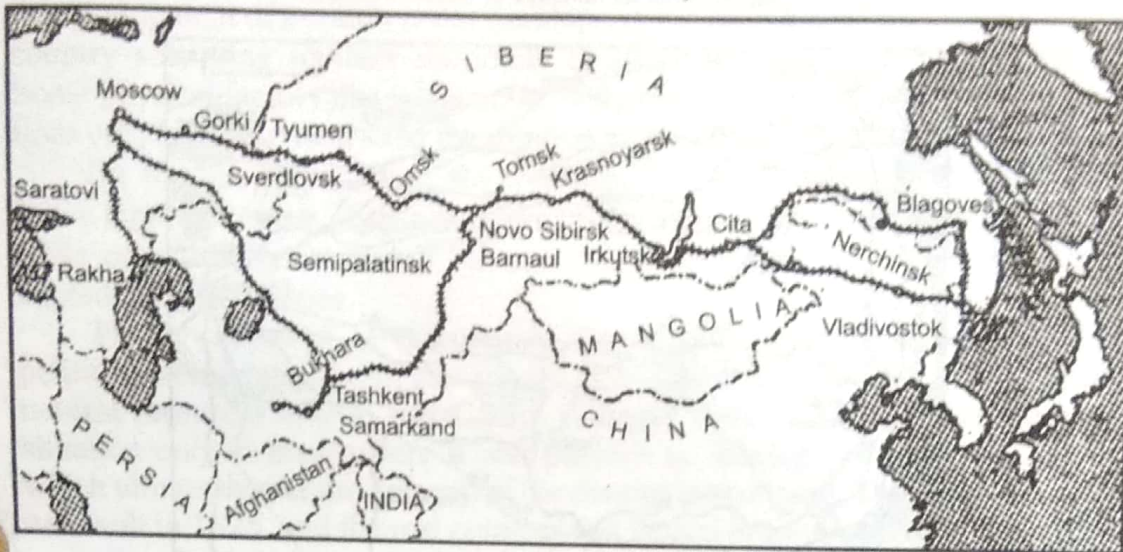 SIBERIA
Moscow
Gorki
Tyumen
Sverdlovsk
Omsk
Tomsk
Krasnoyarsk
Saratovi
Rakha
Semipalatinsk
Novo Sibirsk
Barnaul
Irkutsk
Cita
Blagoves
Nerchinsk
MANGOLIA
Vladivostok
Bukhara
Tashkent
Samarkand
CHINA
PERSIA
Afghanistan
INDIA